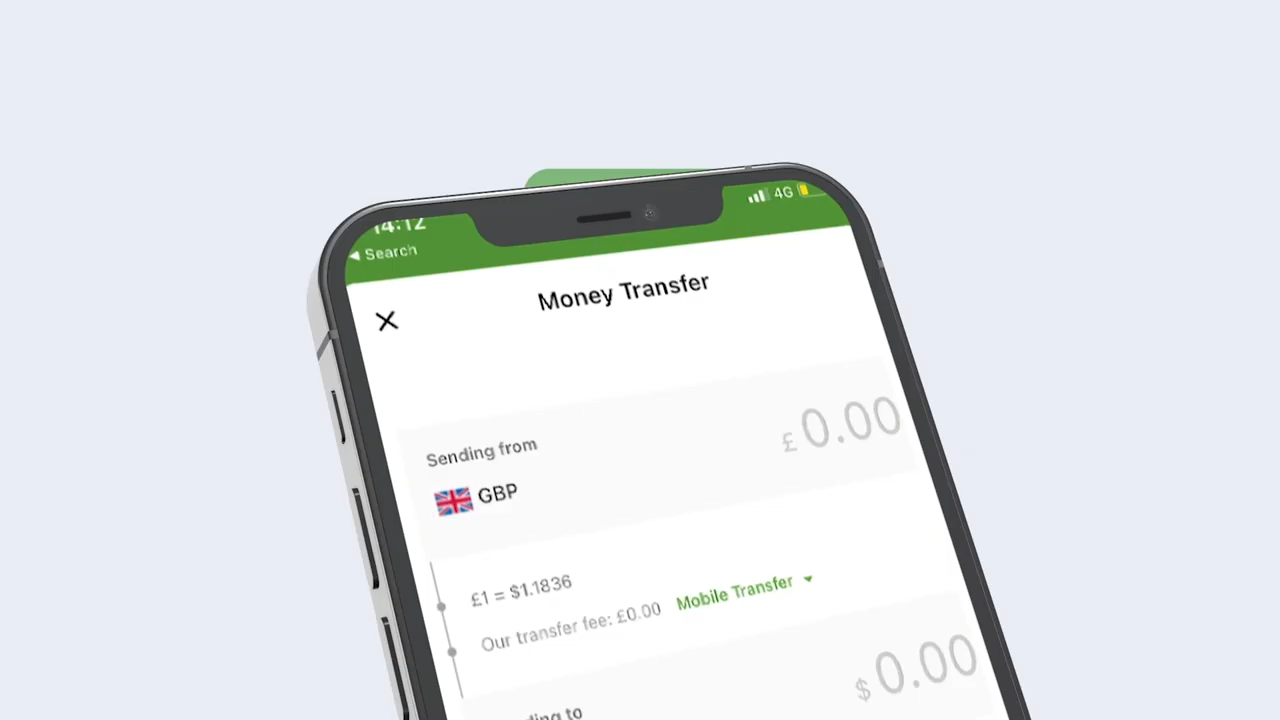 14:12
4G
◀ Search
Money Transfer
Sending from
£ 0.00
GBP
£1 = $1.1836
Our transfer fee: £0.00 Mobile Transfer
$ 0.00
to